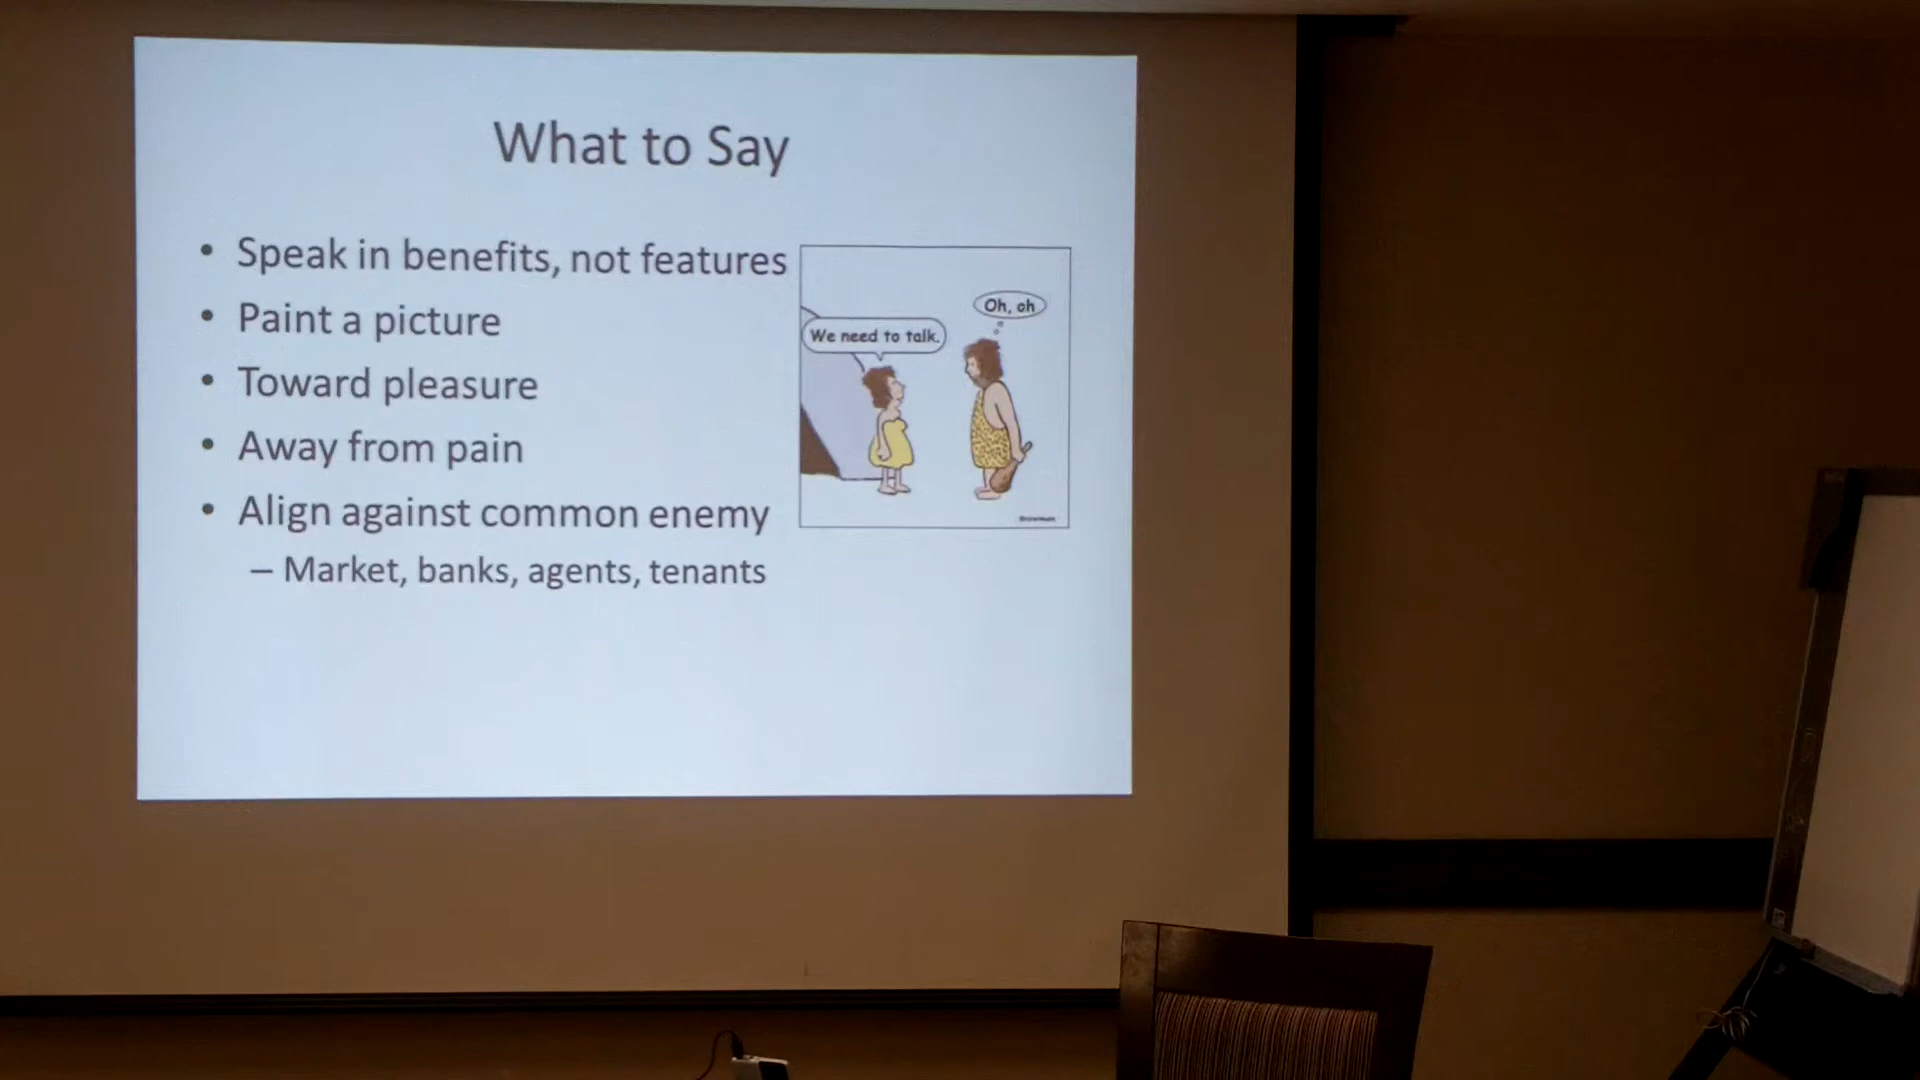 What to Say
• Speak in benefits, not features
• Paint a picture
• Toward pleasure
• Away from pain
• Align against common enemy
– Market, banks, agents, tenants
Oh, oh
We need to talk.